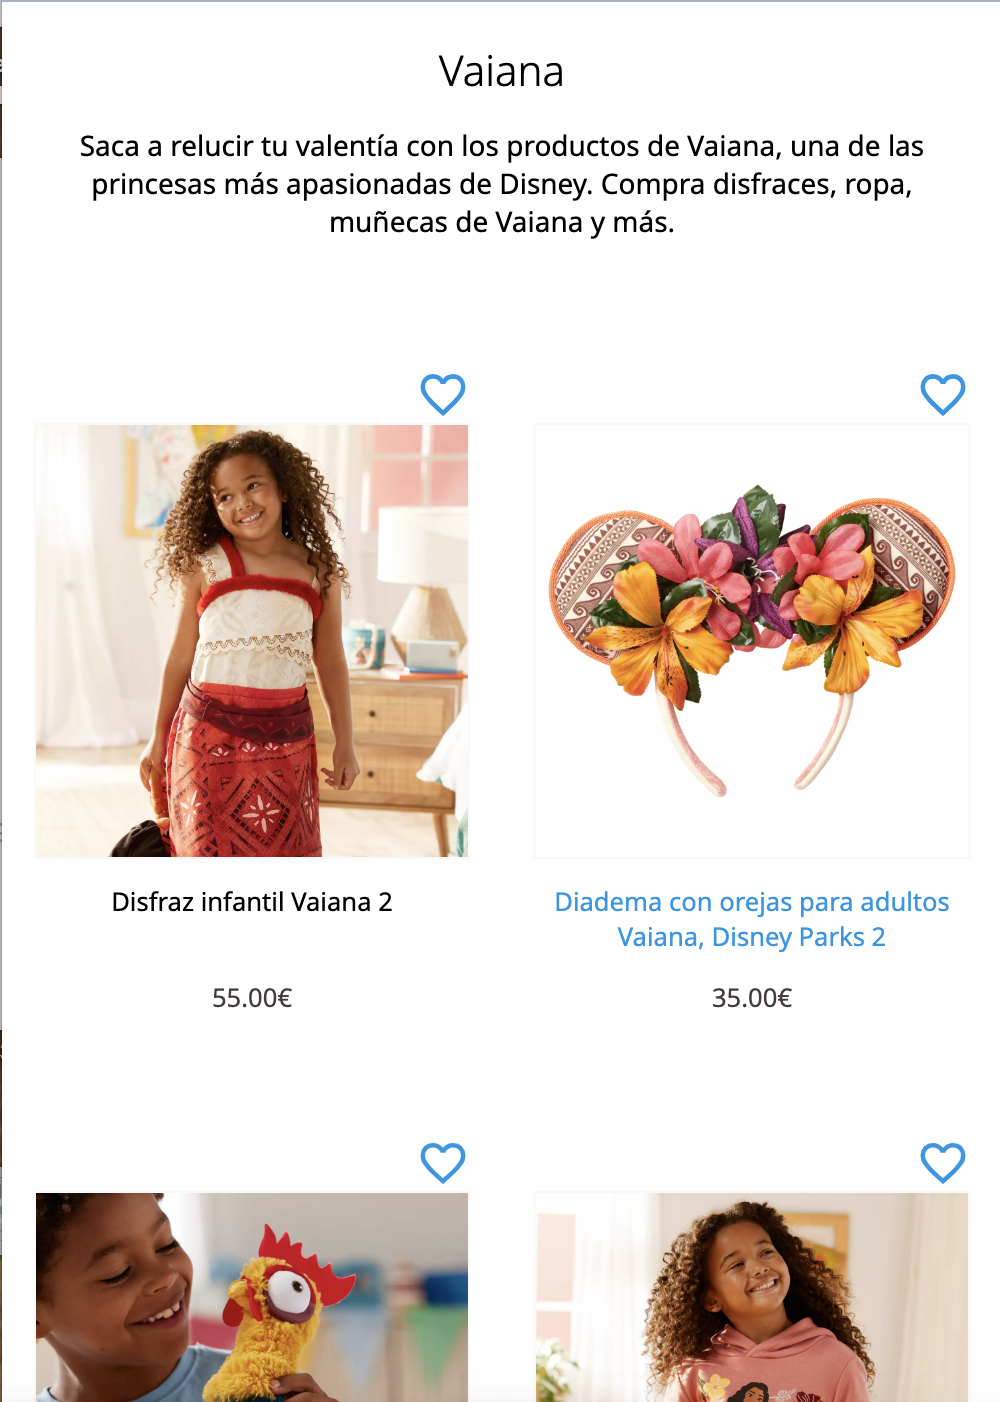 Vaiana
Saca a relucir tu valentía con los productos de Vaiana, una de las
princesas más apasionadas de Disney. Compra disfraces, ropa,
muñecas de Vaiana y más.
Disfraz infantil Vaiana 2
Diadema con orejas para adultos
Vaiana, Disney Parks 2
55.00€
35.00€